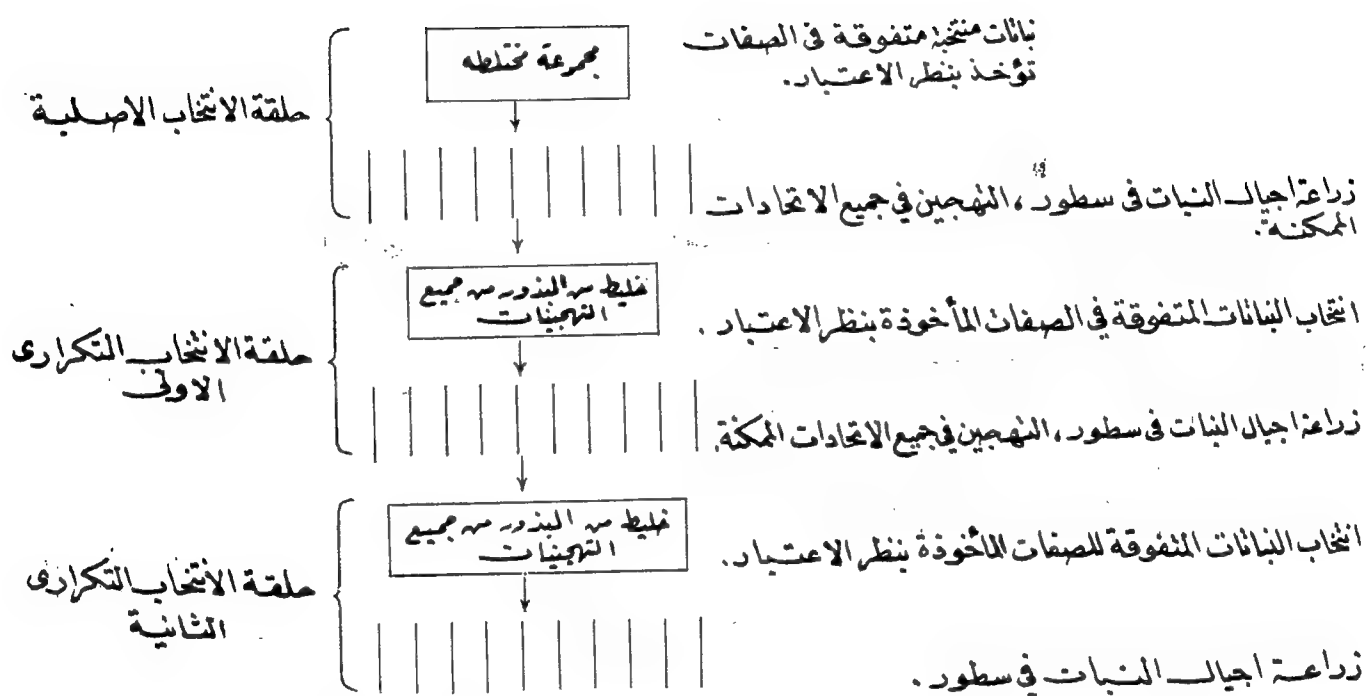 نباتات منتخبة متفوقة في الصفات
تؤخذ بنظر الاعتبار.
مجموعة مختلطه
حلقة الانتخاب الاصلية
زراعة اجيال النبات في سطور ، التهجين في جميع الاتحادات
الممكنة.
انتخاب النباتات المتفوقة في الصفات المأخوذة بنظر الاعتبار .
خليط من البذور من جميع
التهجينات
حلقة الانتخاب التكرارى
الاولى
زراعة اجيال النبات في سطور ، التهجين في جميع الاتحادات الممكنة.
انتخاب النباتات المتفوقة للصفات المأخوذة بنظر الاعتبار .
خليط من البذور من جميع
التهجينات
حلقة الانتخاب التكرارى
الثانية
زراعة اجيال النبات في سطور .